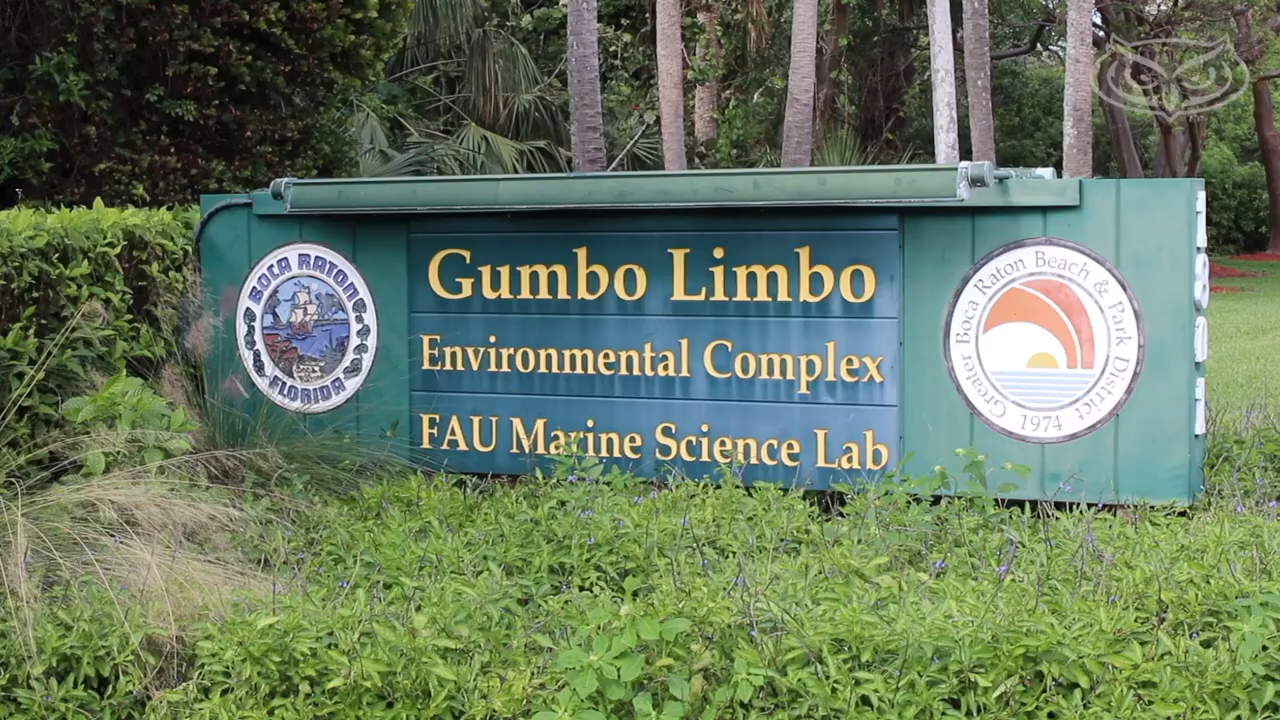 Gumbo Limbo
Environmental Complex
FAU Marine Science Lab
BOCA RATON
FLORIDA
Greater Boca Raton Beach & Park District
1974